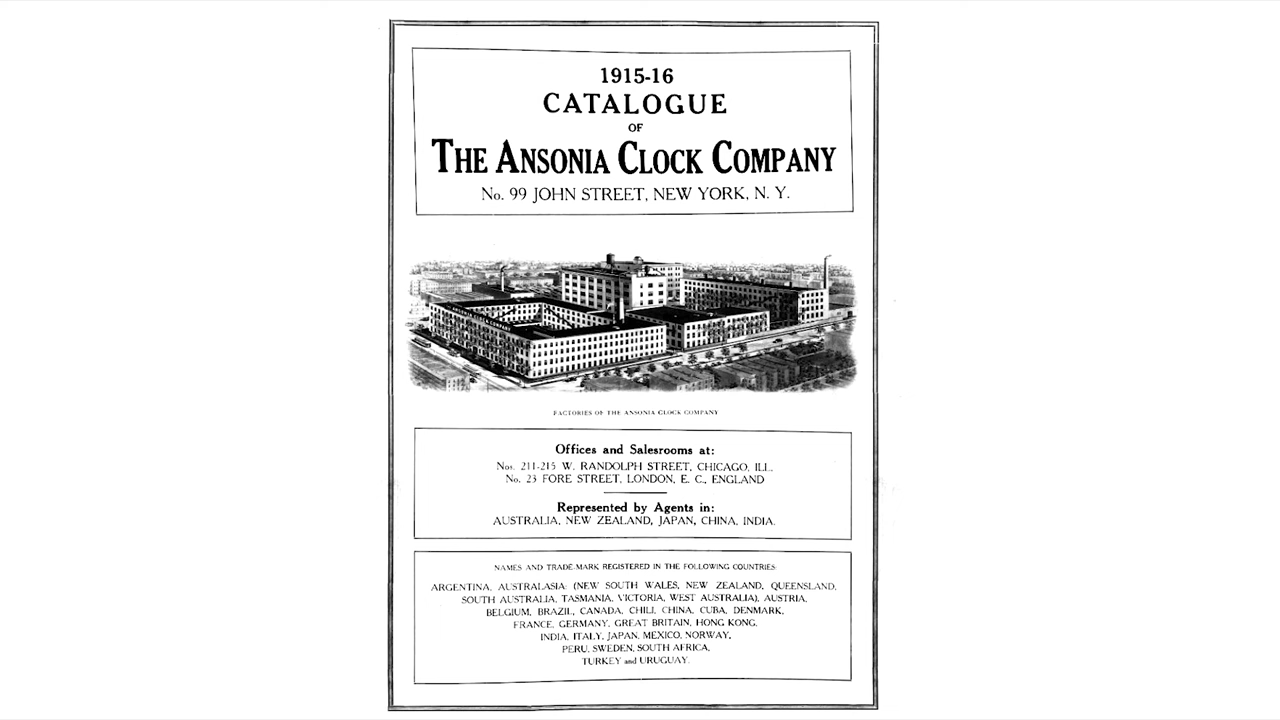 1915-16
CATALOGUE
OF
THE ANSONIA CLOCK COMPANY
No. 99 JOHN STREET, NEW YORK, N. Y.
FACTORIES OF THE ANSONIA CLOCK COMPANY
Offices and Salesrooms at:
Nos. 211-215 W. RANDOLPH STREET, CHICAGO, ILL.
No. 23 FORE STREET, LONDON, E. C., ENGLAND
Represented by Agents in:
AUSTRALIA, NEW ZEALAND, JAPAN, CHINA, INDIA.
NAMES AND TRADE-MARK REGISTERED IN THE FOLLOWING COUNTRIES:
ARGENTINA, AUSTRALASIA: (NEW SOUTH WALES, NEW ZEALAND, QUEENSLAND,
SOUTH AUSTRALIA, TASMANIA, VICTORIA, WEST AUSTRALIA), AUSTRIA,
BELGIUM, BRAZIL, CANADA, CHILI, CHINA, CUBA, DENMARK,
FRANCE, GERMANY, GREAT BRITAIN, HONG KONG,
INDIA, ITALY, JAPAN, MEXICO, NORWAY,
PERU, SWEDEN, SOUTH AFRICA,
TURKEY and URUGUAY.